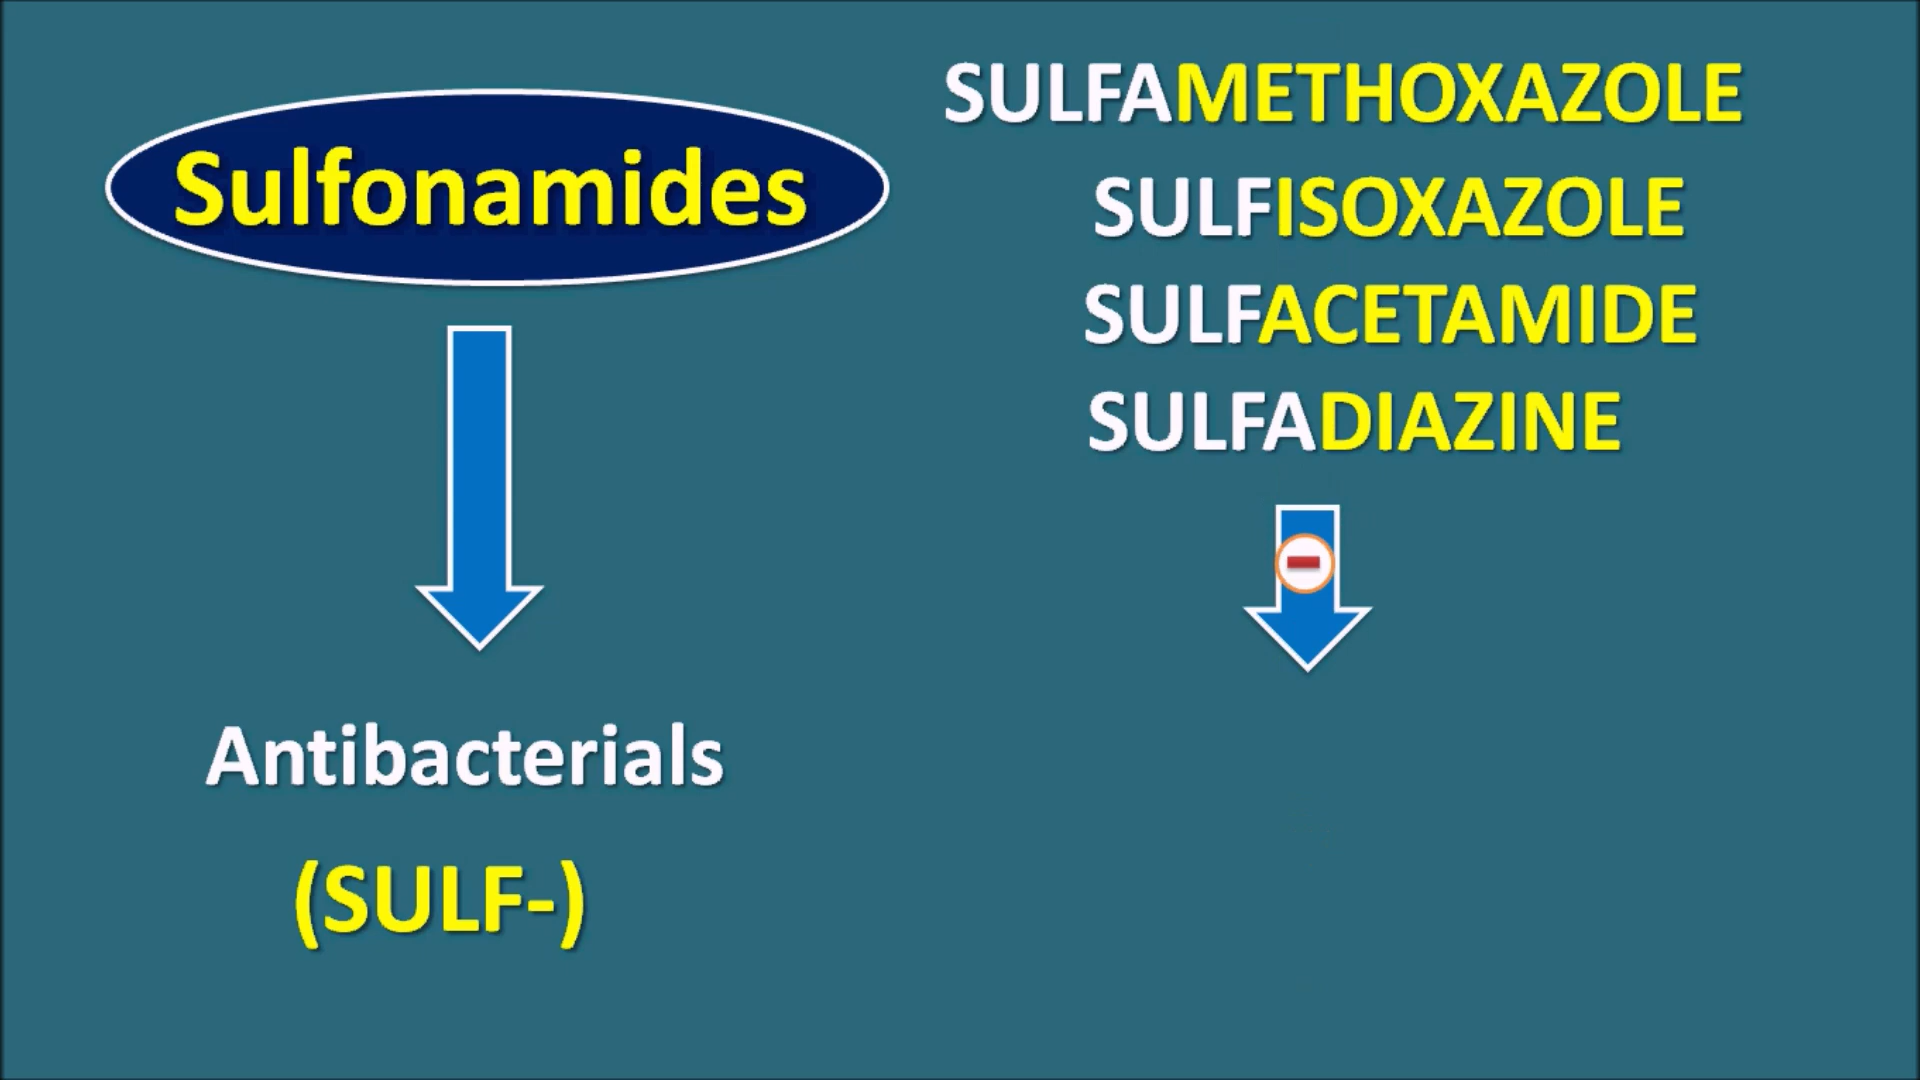 Sulfonamides
Antibacterials
(SULF-)
SULFAMETHOXAZOLE
SULFISOXAZOLE
SULFACETAMIDE
SULFADIAZINE